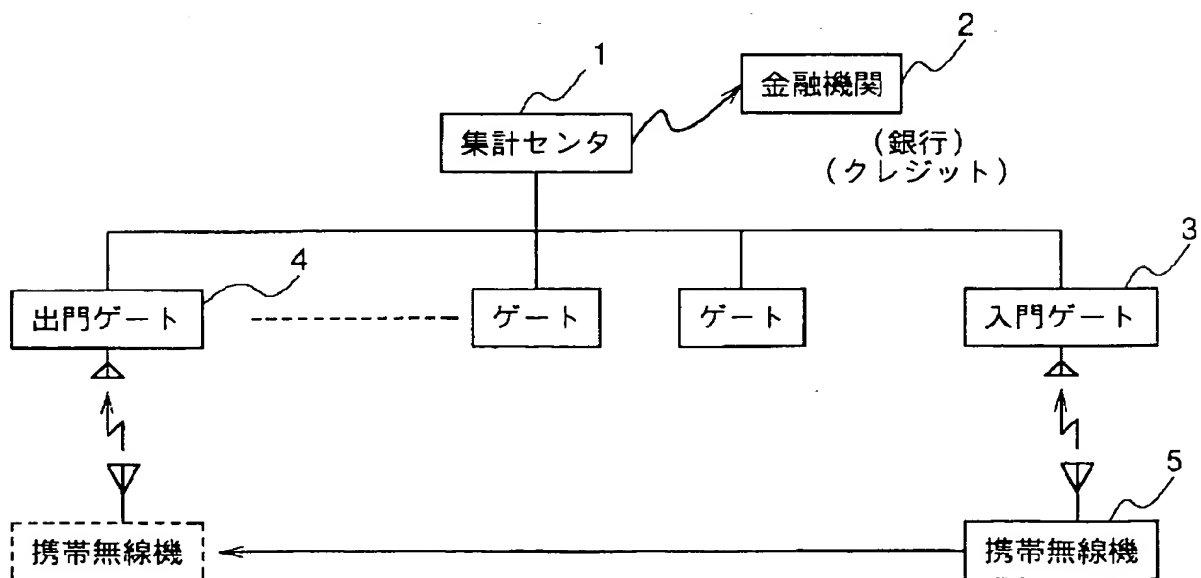 1
2
金融機関
集計センタ
(銀行)
(クレジット)
3
4
出門ゲート
ゲート
ゲート
入門ゲート
5
携帯無線機
携帯無線機